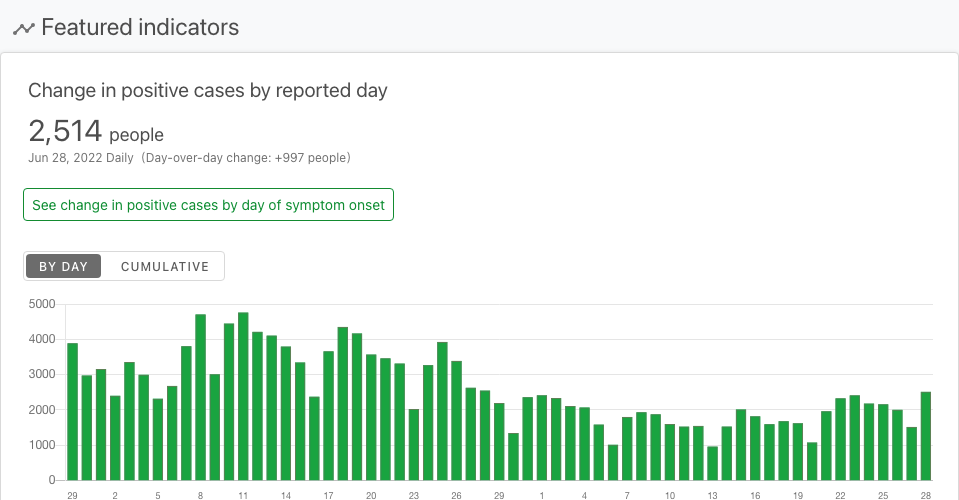 Featured indicators
Change in positive cases by reported day
2,514 people
Jun 28, 2022 Daily (Day-over-day change: +997 people)
See change in positive cases by day of symptom onset
BY DAY CUMULATIVE
5000
4000
3000
2000
1000
0
29 2 5 8 11 14 17 20 23 26 29 1 4 7 10 13 16 19 22 25 28